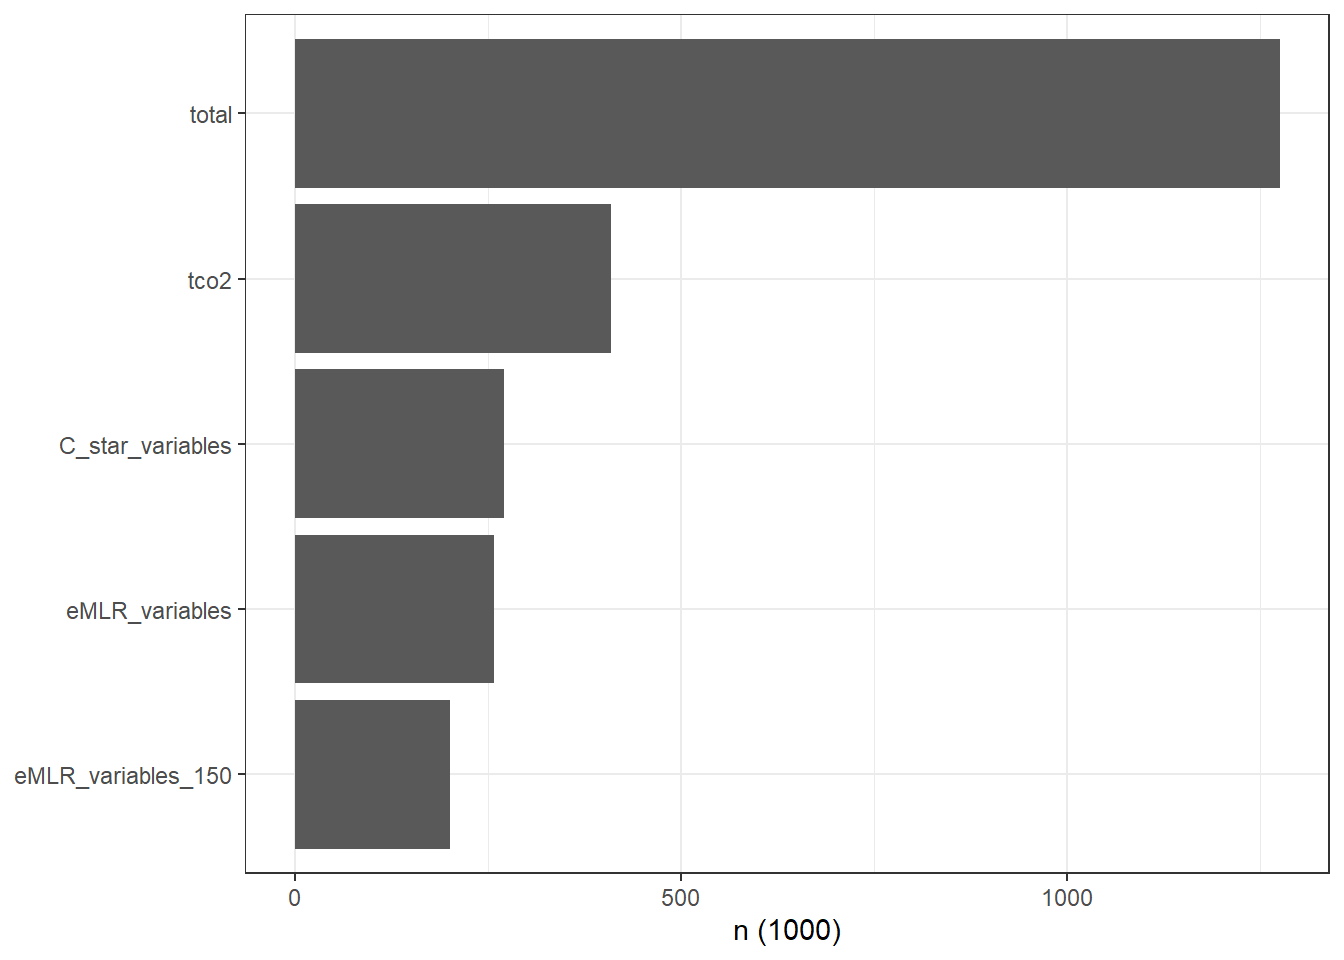 total
tco2
C_star_variables
eMLR_variables
eMLR_variables_150
0 500 1000
n (1000)